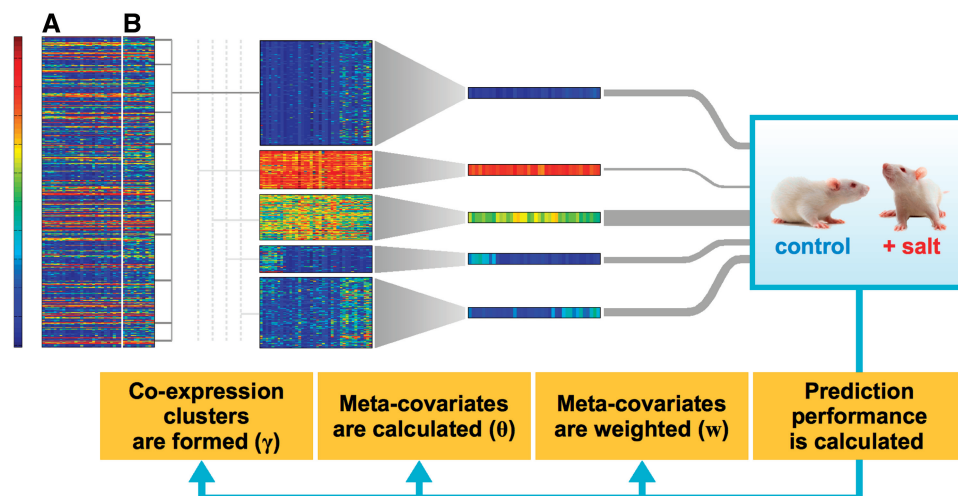 A B
control + salt
Co-expression
clusters
are formed (γ)
Meta-covariates
are calculated (θ)
Meta-covariates
are weighted (w)
Prediction
performance
is calculated